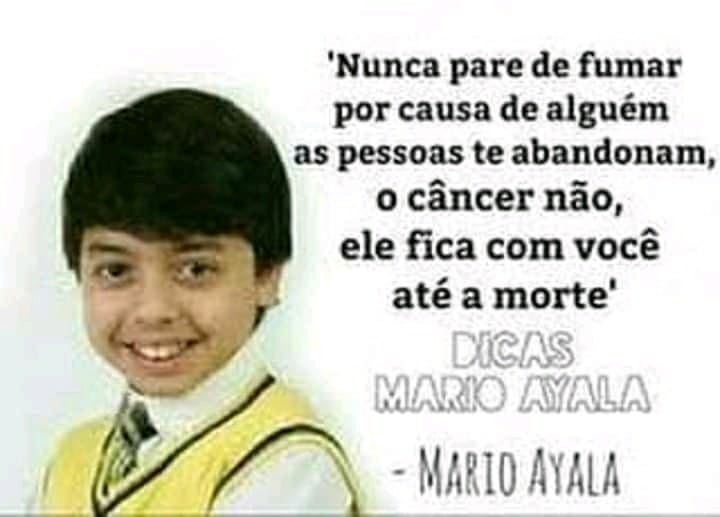 'Nunca pare de fumar
por causa de alguém
as pessoas te abandonam,
o câncer não,
ele fica com você
até a morte'
DICAS
MARIO AYALA
- MARIO AYALA